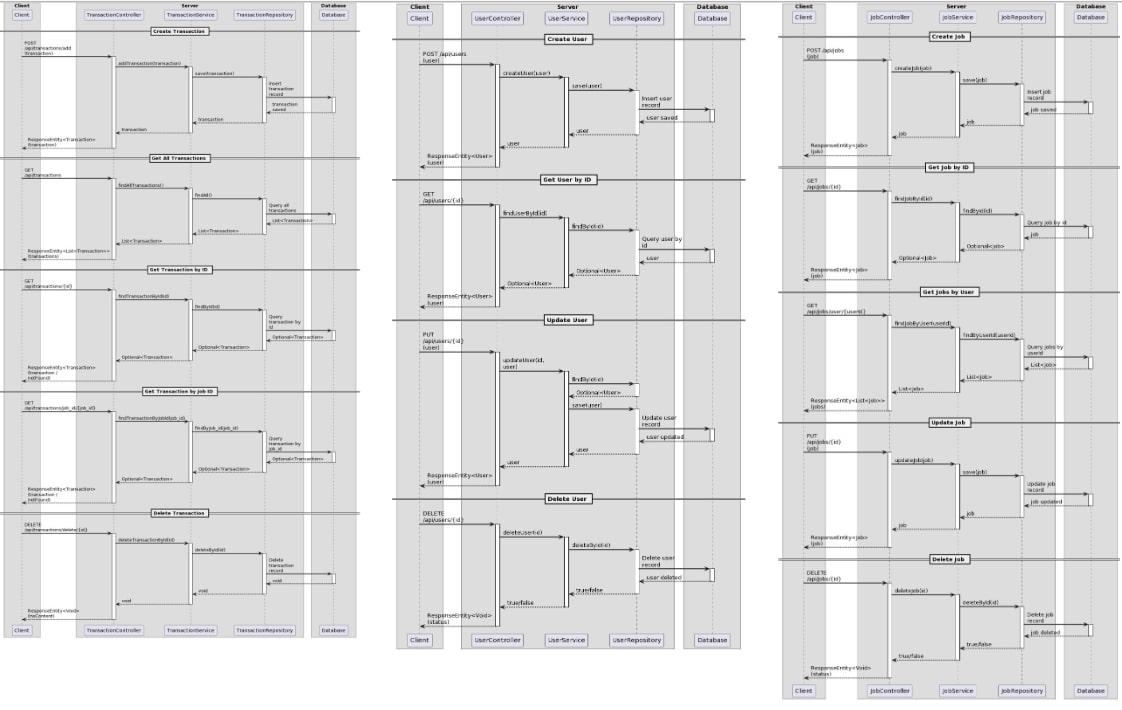 Client
Server
Database
Client
TransactionController
TransactionService
TransactionRepository
Database
Create Transaction
POST
/api/transactions/add
(transaction)
addTransaction(transaction)
save(transaction)
Insert
transaction
record
transaction
saved
transaction
transaction
ResponseEntity<Transaction>
(transaction)
Get All Transactions
GET
/api/transactions
findAllTransactions()
findAll()
Query all
transactions
List<Transaction>
List<Transaction>
List<Transaction>
ResponseEntity<List<Transaction>>
(transactions)
Get Transaction by ID
GET
/api/transactions/{id}
findTransactionById(id)
findById(id)
Query
transaction by
id
Optional<Transaction>
Optional<Transaction>
Optional<Transaction>
ResponseEntity<Transaction>
(transaction /
notFound)
Get Transaction by Job ID
GET
/api/transactions/job_id/{job_id}
findTransactionByJobId(job_id)
findByJob_id(job_id)
Query
transaction by
job_id
Optional<Transaction>
Optional<Transaction>
Optional<Transaction>
ResponseEntity<Transaction>
(transaction /
notFound)
Delete Transaction
DELETE
/api/transactions/delete/{id}
deleteTransactionById(id)
deleteById(id)
Delete
transaction
record
void
void
void
ResponseEntity<Void>
(noContent)
Client
TransactionController
TransactionService
TransactionRepository
Database
Client
Server
Database
Client
UserController
UserService
UserRepository
Database
Create User
POST /api/users
(user)
createUser(user)
save(user)
Insert user
record
user saved
user
user
ResponseEntity<User>
(user)
Get User by ID
GET
/api/users/{id}
findUserById(id)
findById(id)
Query user by
id
user
Optional<User>
Optional<User>
ResponseEntity<User>
(user)
Update User
PUT
/api/users/{id}
(user)
updateUser(id,
user)
findById(id)
Optional<User>
save(user)
Update user
record
user updated
user
user
ResponseEntity<User>
(user)
Delete User
DELETE
/api/users/{id}
deleteUser(id)
deleteById(id)
Delete user
record
user deleted
true/false
true/false
ResponseEntity<Void>
(status)
Client
UserController
UserService
UserRepository
Database
Client
Server
Database
Client
JobController
JobService
JobRepository
Database
Create Job
POST /api/jobs
(job)
createJob(job)
save(job)
Insert job
record
job saved
job
job
ResponseEntity<Job>
(job)
Get Job by ID
GET
/api/jobs/{id}
findJobById(id)
findById(id)
Query job by id
job
Optional<Job>
Optional<Job>
ResponseEntity<Job>
(job)
Get Jobs by User
GET
/api/jobs/user/{userId}
findJobByUser(userId)
findByUserId(userId)
Query jobs by
userId
List<Job>
List<Job>
List<Job>
ResponseEntity<List<Job>>
(jobs)
Update Job
PUT
/api/jobs/{id}
(job)
updateJob(job)
save(job)
Update job
record
job updated
job
job
ResponseEntity<Job>
(job)
Delete Job
DELETE
/api/jobs/{id}
deleteJob(id)
deleteById(id)
Delete job
record
job deleted
true/false
true/false
ResponseEntity<Void>
(status)
Client
JobController
JobService
JobRepository
Database